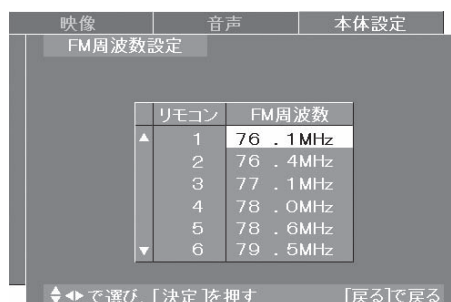 映像 音声 本体設定
FM周波数設定
リモコン FM周波数
▲ 1 76 . 1MHz
2 76 . 4MHz
3 77 . 1MHz
4 78 . 0MHz
5 78 . 6MHz
▼ 6 79 . 5MHz
で選び、[決定]を押す [戻る]で戻る